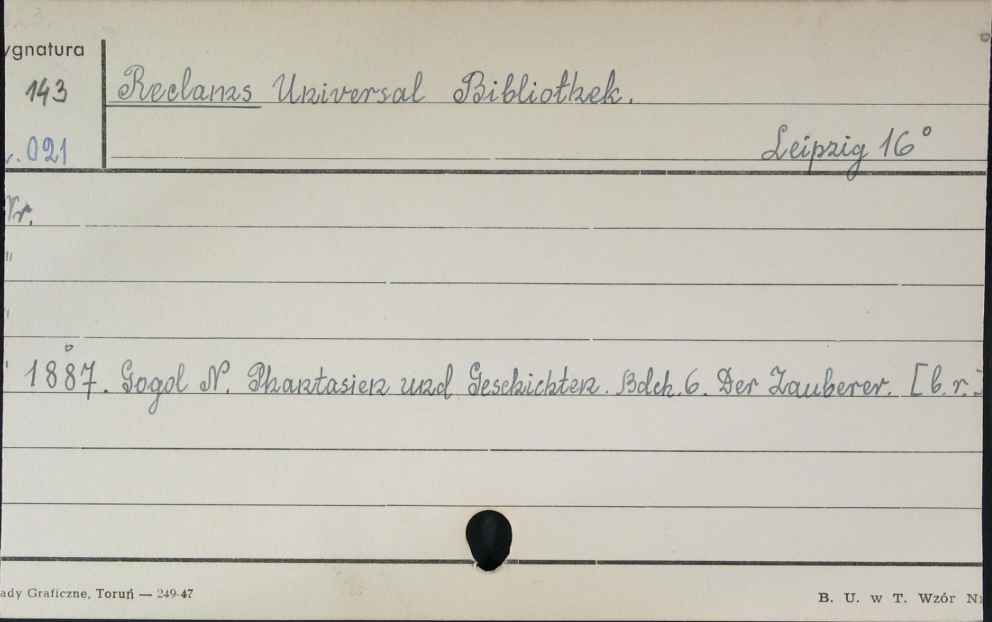 ygnatura
143 Reclams Universal Bibliothek.
021 Leipzig 16°
Nr.
"
"
" 1887. Gogol N. Phantasien und Geschichten. Bdch. 6. Der Zauberer. [b.r.]
ady Graficzne, Toruń — 249-47
B. U. w T. Wzór Nr